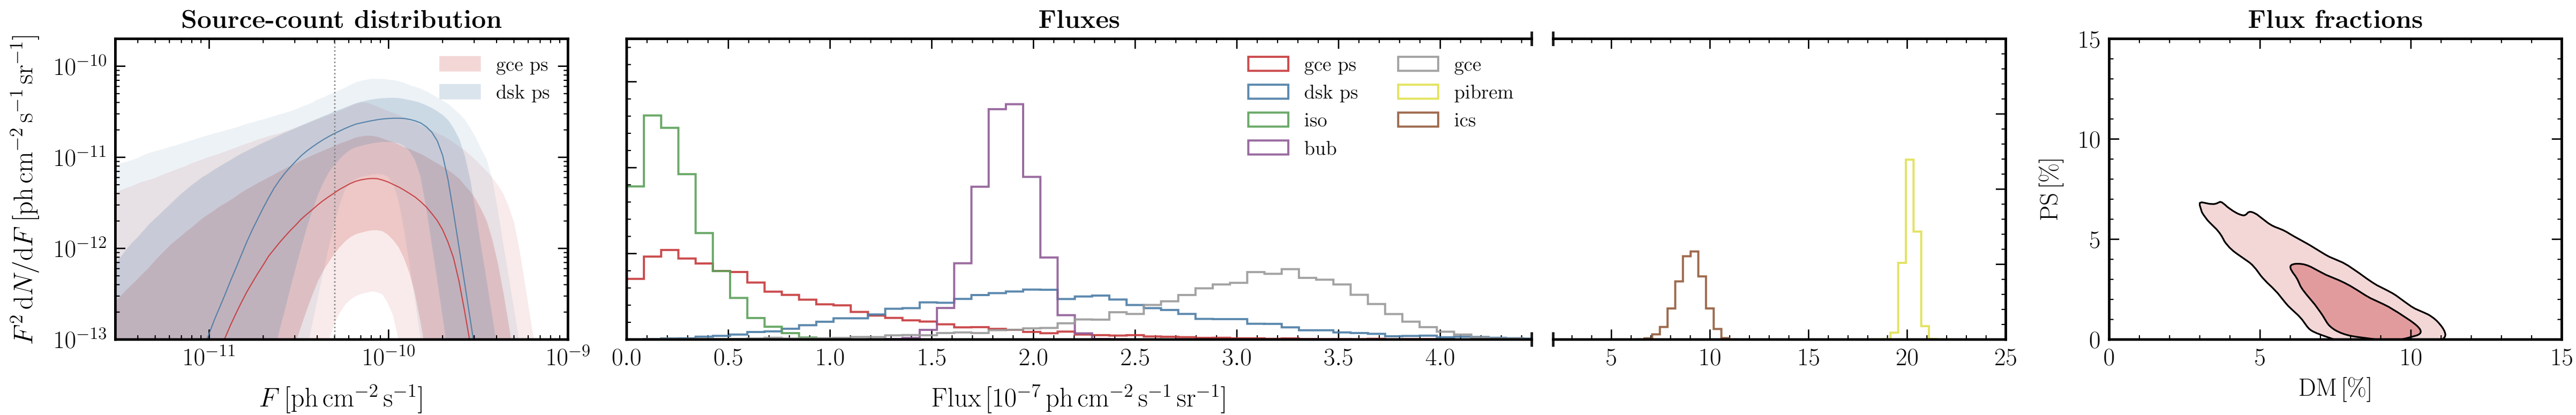 Source-count distribution
F² dN/dF [ph cm⁻² s⁻¹ sr⁻¹]
10⁻¹⁰
10⁻¹¹
10⁻¹²
10⁻¹³
gce ps
dsk ps
10⁻¹¹ 10⁻¹⁰ 10⁻⁹
F [ph cm⁻² s⁻¹]
Fluxes
gce ps
dsk ps
iso
bub
gce
pibrem
ics
0.0 0.5 1.0 1.5 2.0 2.5 3.0 3.5 4.0 5 10 15 20 25
Flux [10⁻⁷ ph cm⁻² s⁻¹ sr⁻¹]
Flux fractions
PS [%]
15
10
5
0
0 5 10 15
DM [%]